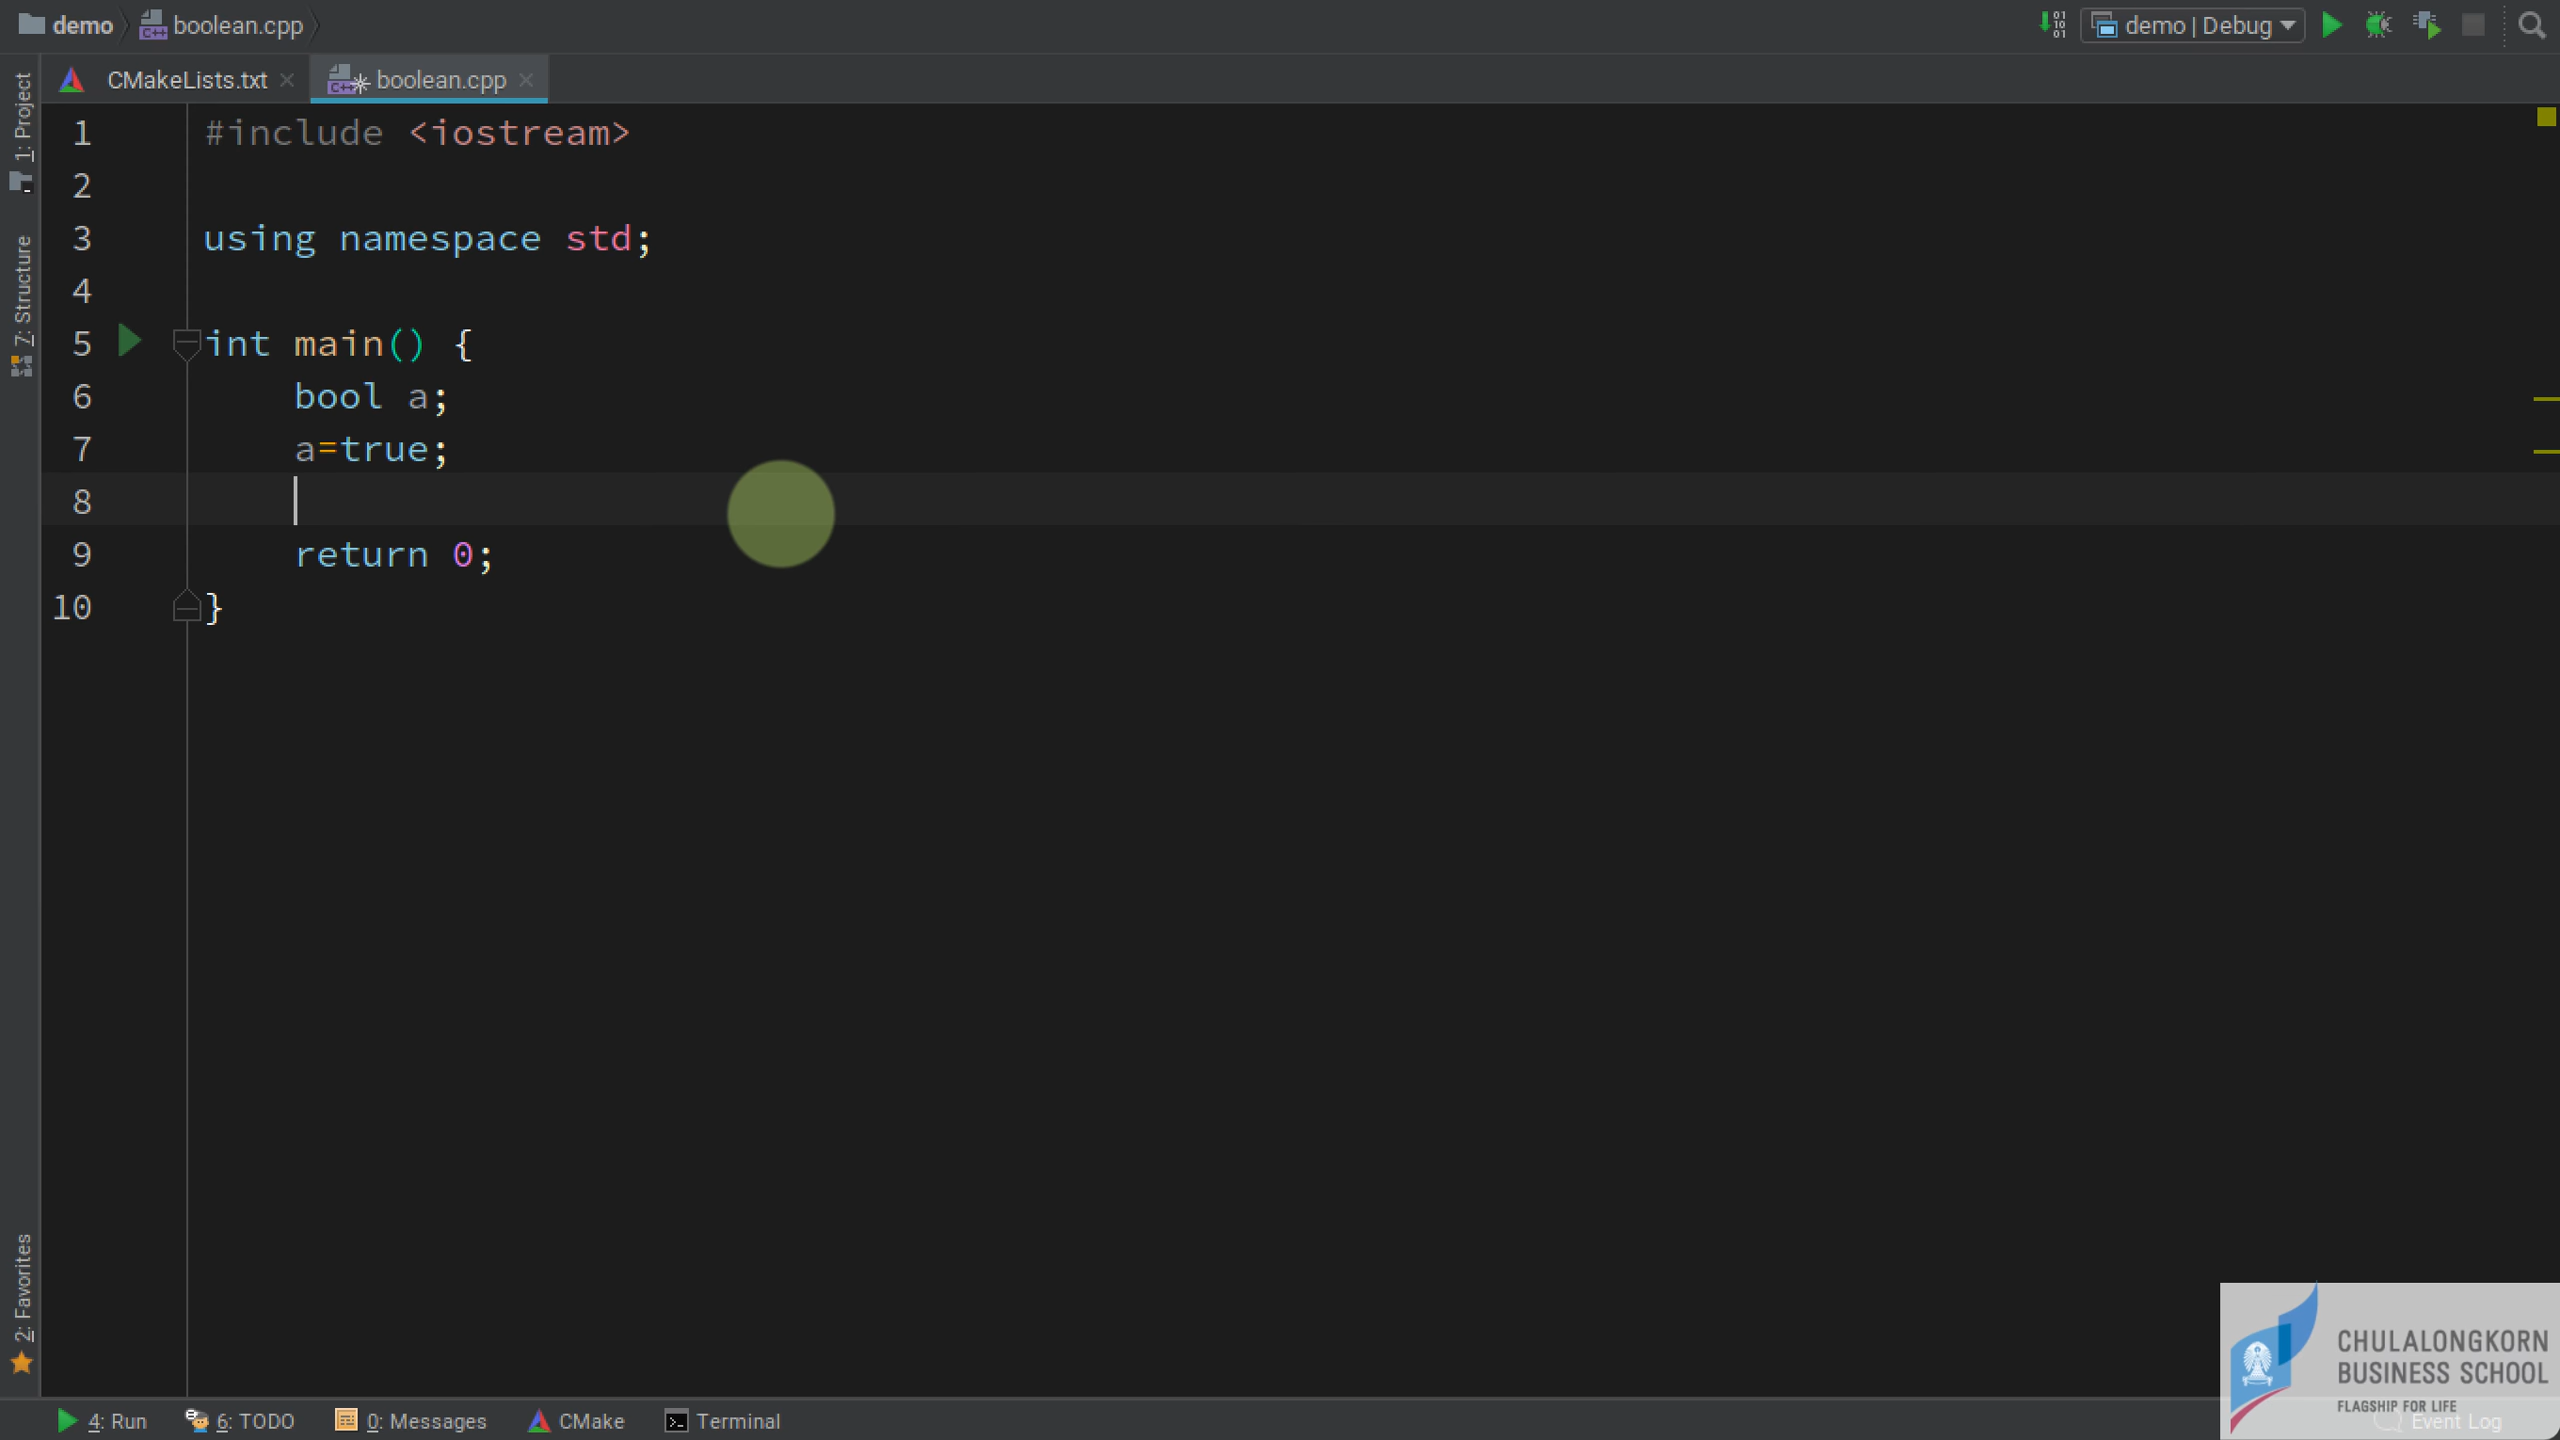 demo boolean.cpp
demo | Debug
CMakeLists.txt boolean.cpp
1: Project
7: Structure
2: Favorites
1 #include <iostream>
2
3 using namespace std;
4
5 int main() {
6 bool a;
7 a=true;
8
9 return 0;
10 }
CHULALONGKORN
BUSINESS SCHOOL
FLAGSHIP FOR LIFE
4: Run 6: TODO 0: Messages CMake Terminal Event Log